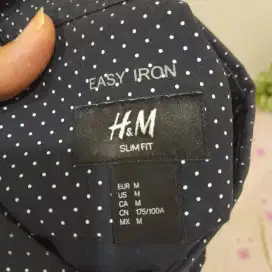 EASY IRON
H&M
SLIM FIT
EUR M
US M
CA M
CN 175/100A
MX M